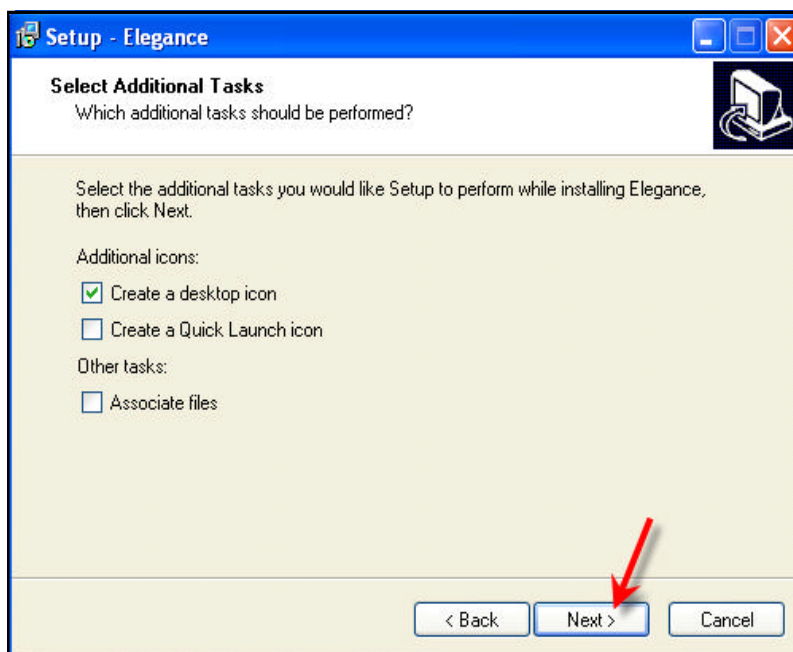 Setup - Elegance
Select Additional Tasks
Which additional tasks should be performed?
Select the additional tasks you would like Setup to perform while installing Elegance,
then click Next.
Additional icons:
Create a desktop icon
Create a Quick Launch icon
Other tasks:
Associate files
< Back Next > Cancel